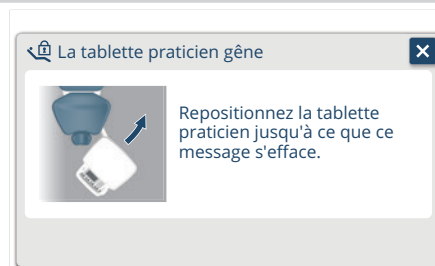 La tablette praticien gêne
Repositionnez la tablette
praticien jusqu'à ce que ce
message s'efface.